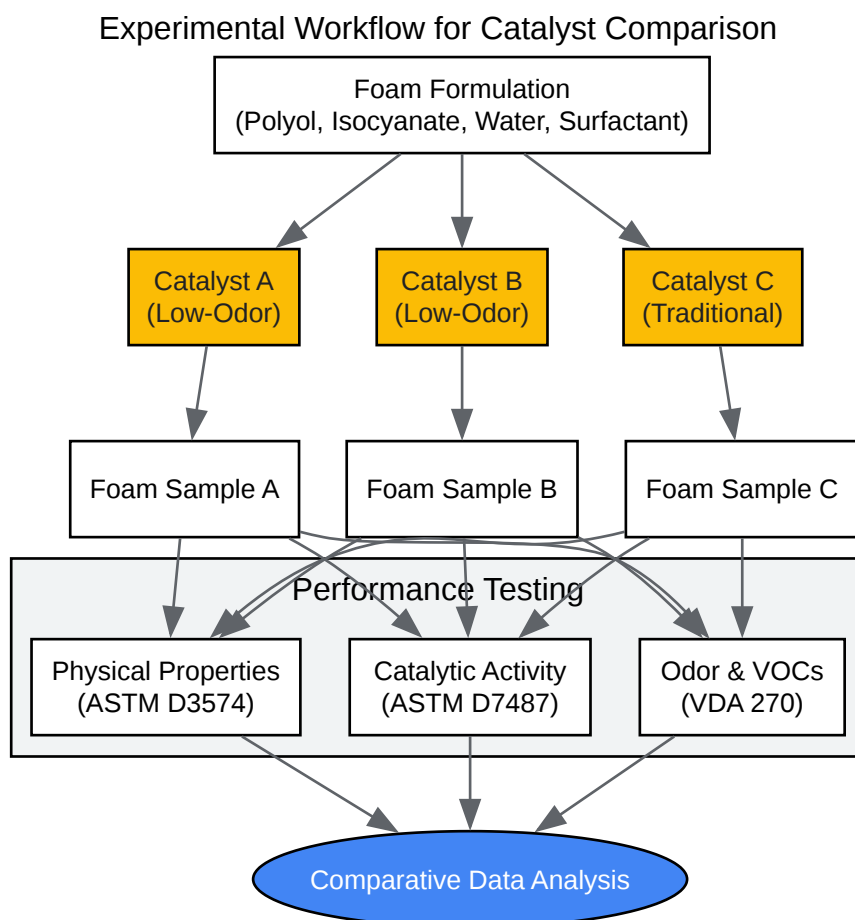 Experimental Workflow for Catalyst Comparison
Foam Formulation
(Polyol, Isocyanate, Water, Surfactant)
Catalyst A
(Low-Odor)
Catalyst B
(Low-Odor)
Catalyst C
(Traditional)
Foam Sample A
Foam Sample B
Foam Sample C
Performance Testing
Physical Properties
(ASTM D3574)
Catalytic Activity
(ASTM D7487)
Odor & VOCs
(VDA 270)
Comparative Data Analysis